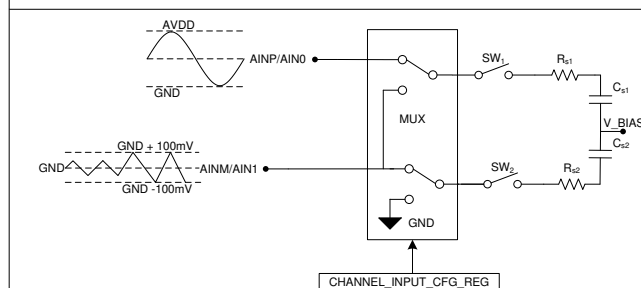 AVDD
AINP/AIN0
GND
GND + 100mV
GND
AINM/AIN1
GND -100mV
MUX
GND
SW1
Rs1
Cs1
V_BIAS
Cs2
SW2
Rs2
CHANNEL_INPUT_CFG_REG